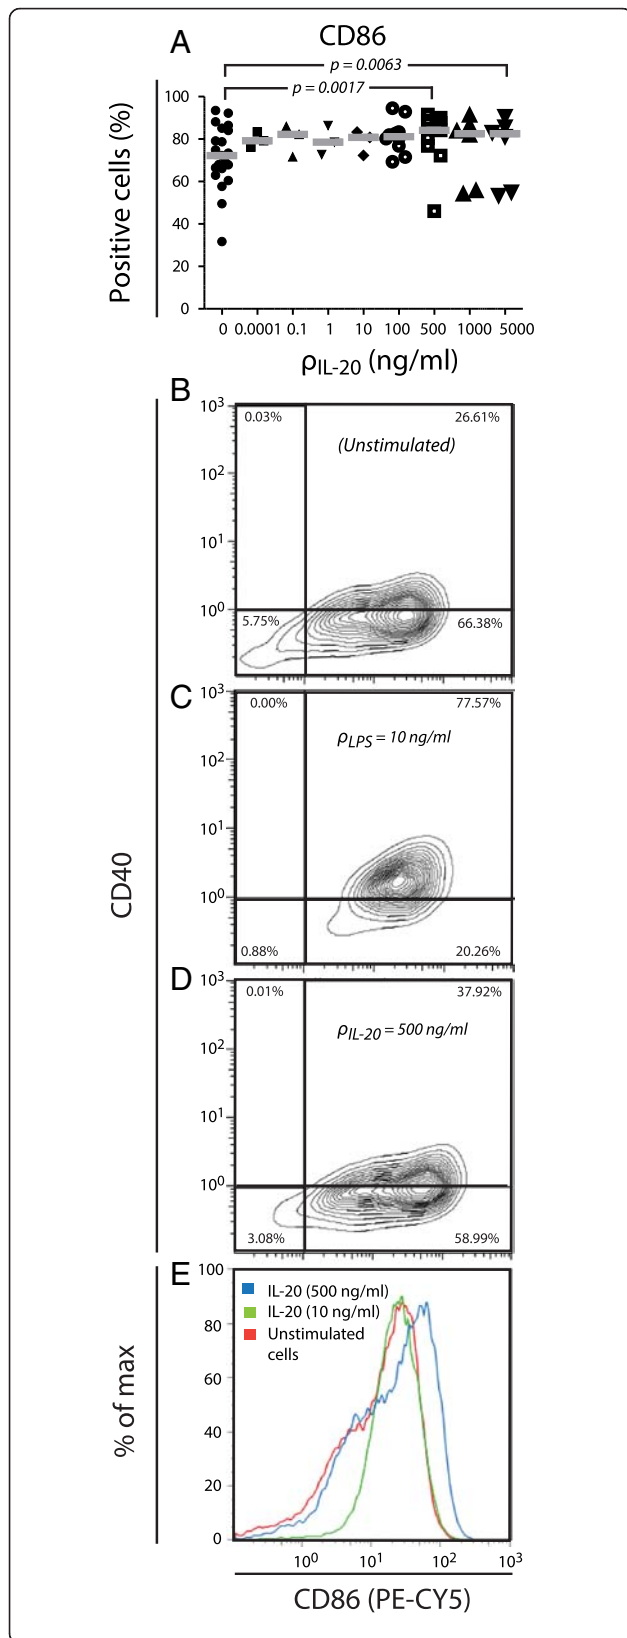 A
CD86
p = 0.0063
p = 0.0017
Positive cells (%)
100
80
60
40
20
0
0 0.0001 0.1 1 10 100 500 1000 5000
ρIL-20 (ng/ml)
B
10³
10²
10¹
10⁰
0.03%
26.61%
(Unstimulated)
5.75%
66.38%
C
10³
10²
10¹
10⁰
0.00%
77.57%
ρLPS = 10 ng/ml
0.88%
20.26%
CD40
D
10³
10²
10¹
10⁰
0.01%
37.92%
ρIL-20 = 500 ng/ml
3.08%
58.99%
E
% of max
100
80
60
40
20
0
IL-20 (500 ng/ml)
IL-20 (10 ng/ml)
Unstimulated
cells
10⁰ 10¹ 10² 10³
CD86 (PE-CY5)